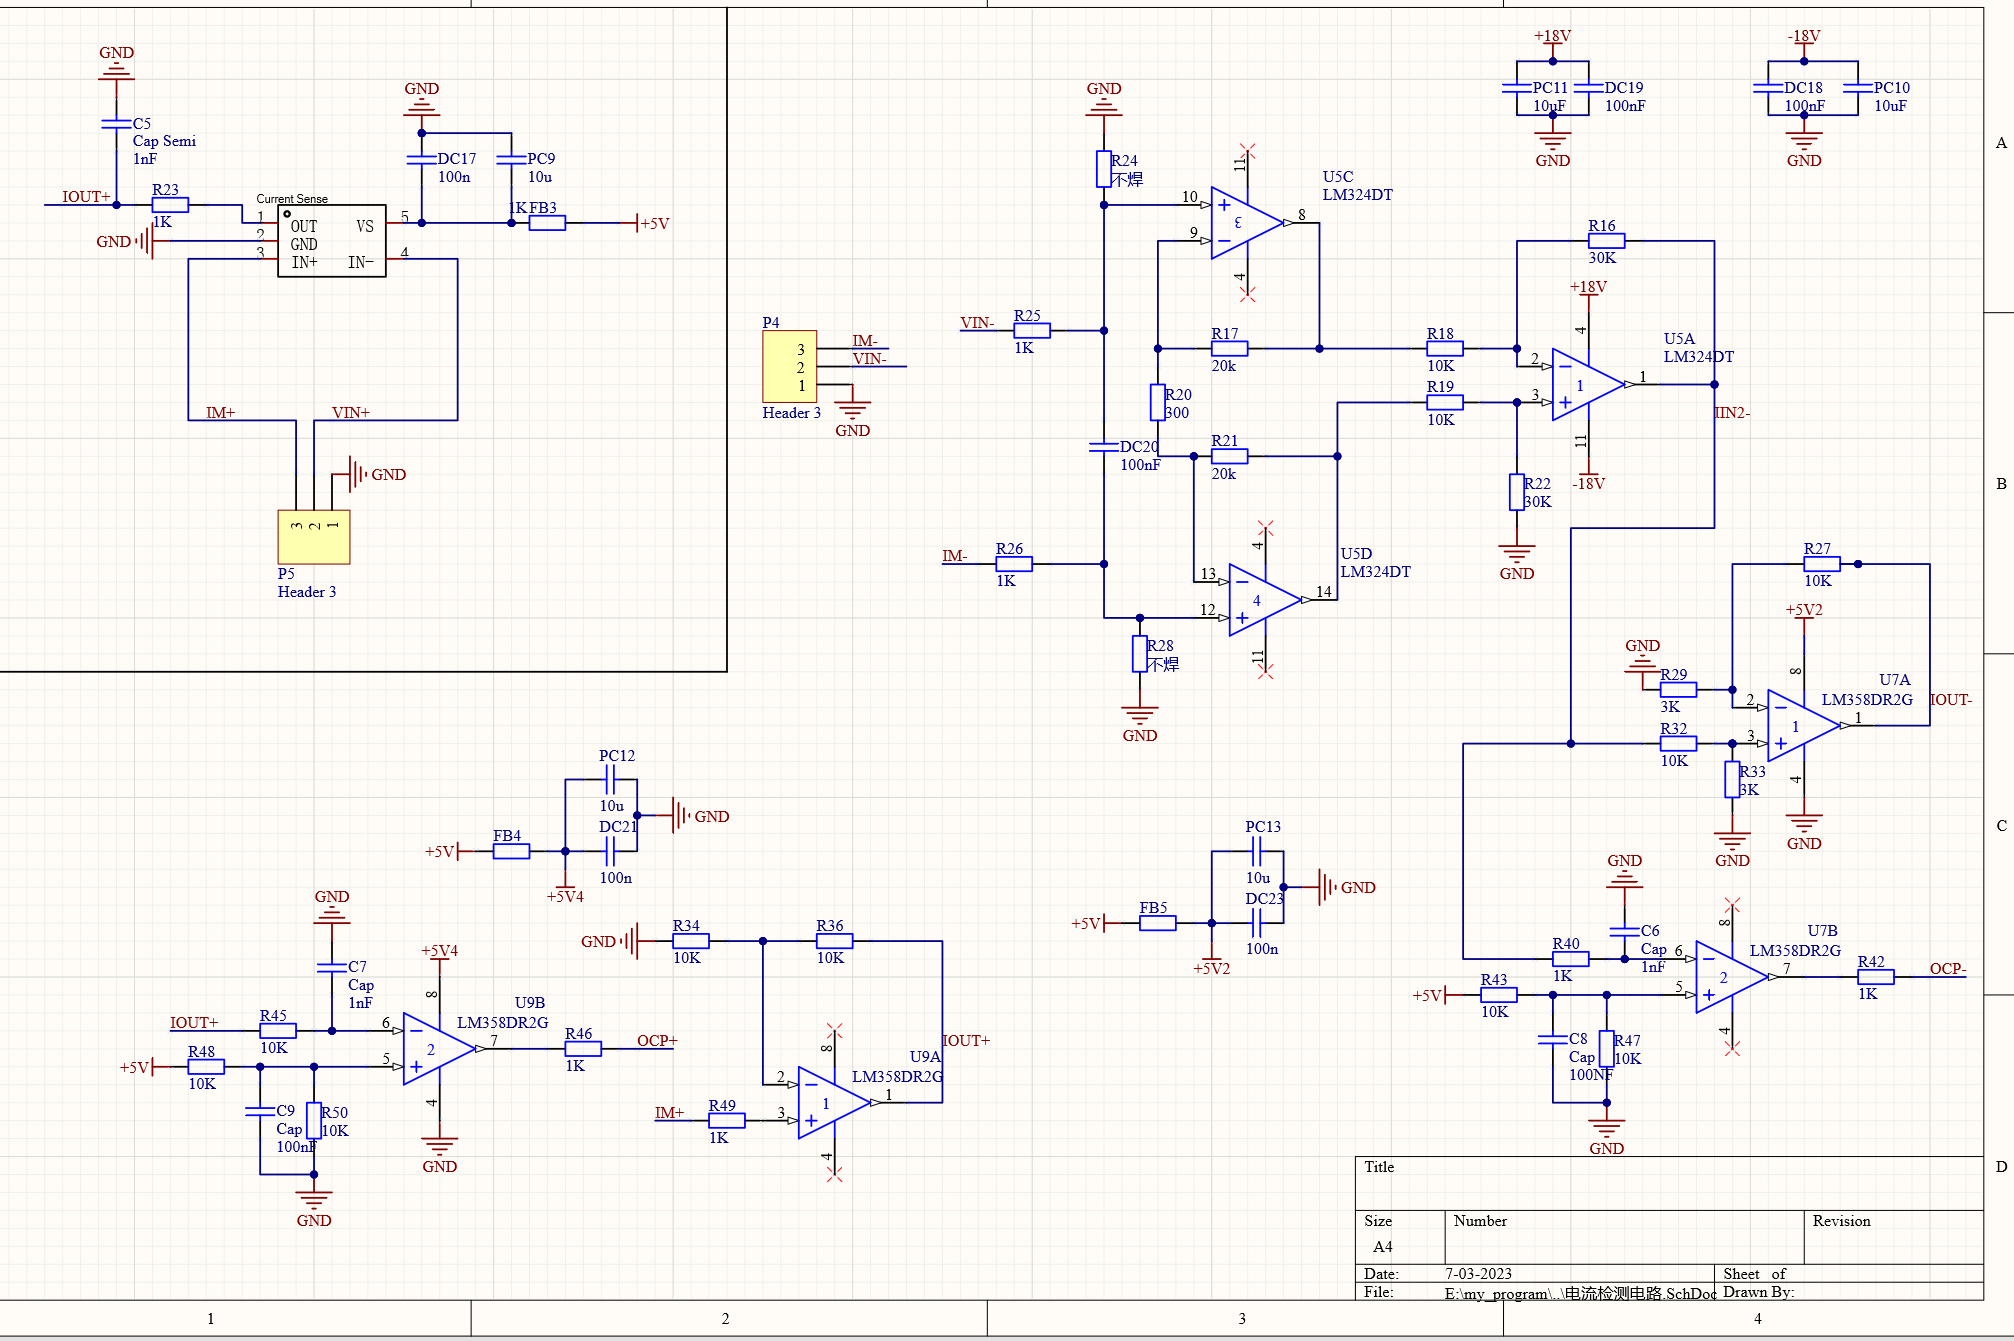 GND
C5
Cap Semi
1nF
IOUT+
R23
1K
GND
Current Sense
1
2
3
OUT
GND
IN+
VS
IN-
5
4
GND
DC17
100n
PC9
10u
1K
FB3
+5V
IM+
VIN+
GND
3
2
1
P5
Header 3
P4
3
2
1
Header 3
IM-
VIN-
GND
GND
R24
不焊
VIN-
R25
1K
10
9
11
3
4
8
U5C
LM324DT
R17
20k
R20
300
R21
20k
DC20
100nF
IM-
R26
1K
13
12
4
4
11
14
U5D
LM324DT
R28
不焊
GND
+18V
PC11
10uF
DC19
100nF
GND
-18V
DC18
100nF
PC10
10uF
GND
R16
30K
+18V
R18
10K
R19
10K
2
3
4
1
11
1
U5A
LM324DT
IIN2-
-18V
R22
30K
GND
R27
10K
+5V2
GND
R29
3K
R32
10K
2
3
8
1
4
1
U7A
LM358DR2G
IOUT-
R33
3K
GND
GND
PC12
10u
DC21
100n
GND
+5V
FB4
+5V4
PC13
10u
DC23
100n
GND
+5V
FB5
+5V2
GND
C7
Cap
1nF
+5V4
IOUT+
R45
10K
+5V
R48
10K
6
5
8
2
4
7
U9B
LM358DR2G
R46
1K
OCP+
C9
Cap
100nF
R50
10K
GND
GND
GND
R34
10K
R36
10K
IOUT+
U9A
LM358DR2G
IM+
R49
1K
2
3
8
1
4
1
GND
C6
Cap
1nF
R40
1K
+5V
R43
10K
6
5
8
2
4
7
U7B
LM358DR2G
R42
1K
OCP-
C8
Cap
100NF
R47
10K
GND
A
B
C
D
Title
Size
A4
Number
Revision
Date:
7-03-2023
Sheet of
File:
E:\my_program\..\电流检测电路.SchDoc
Drawn By:
1
2
3
4